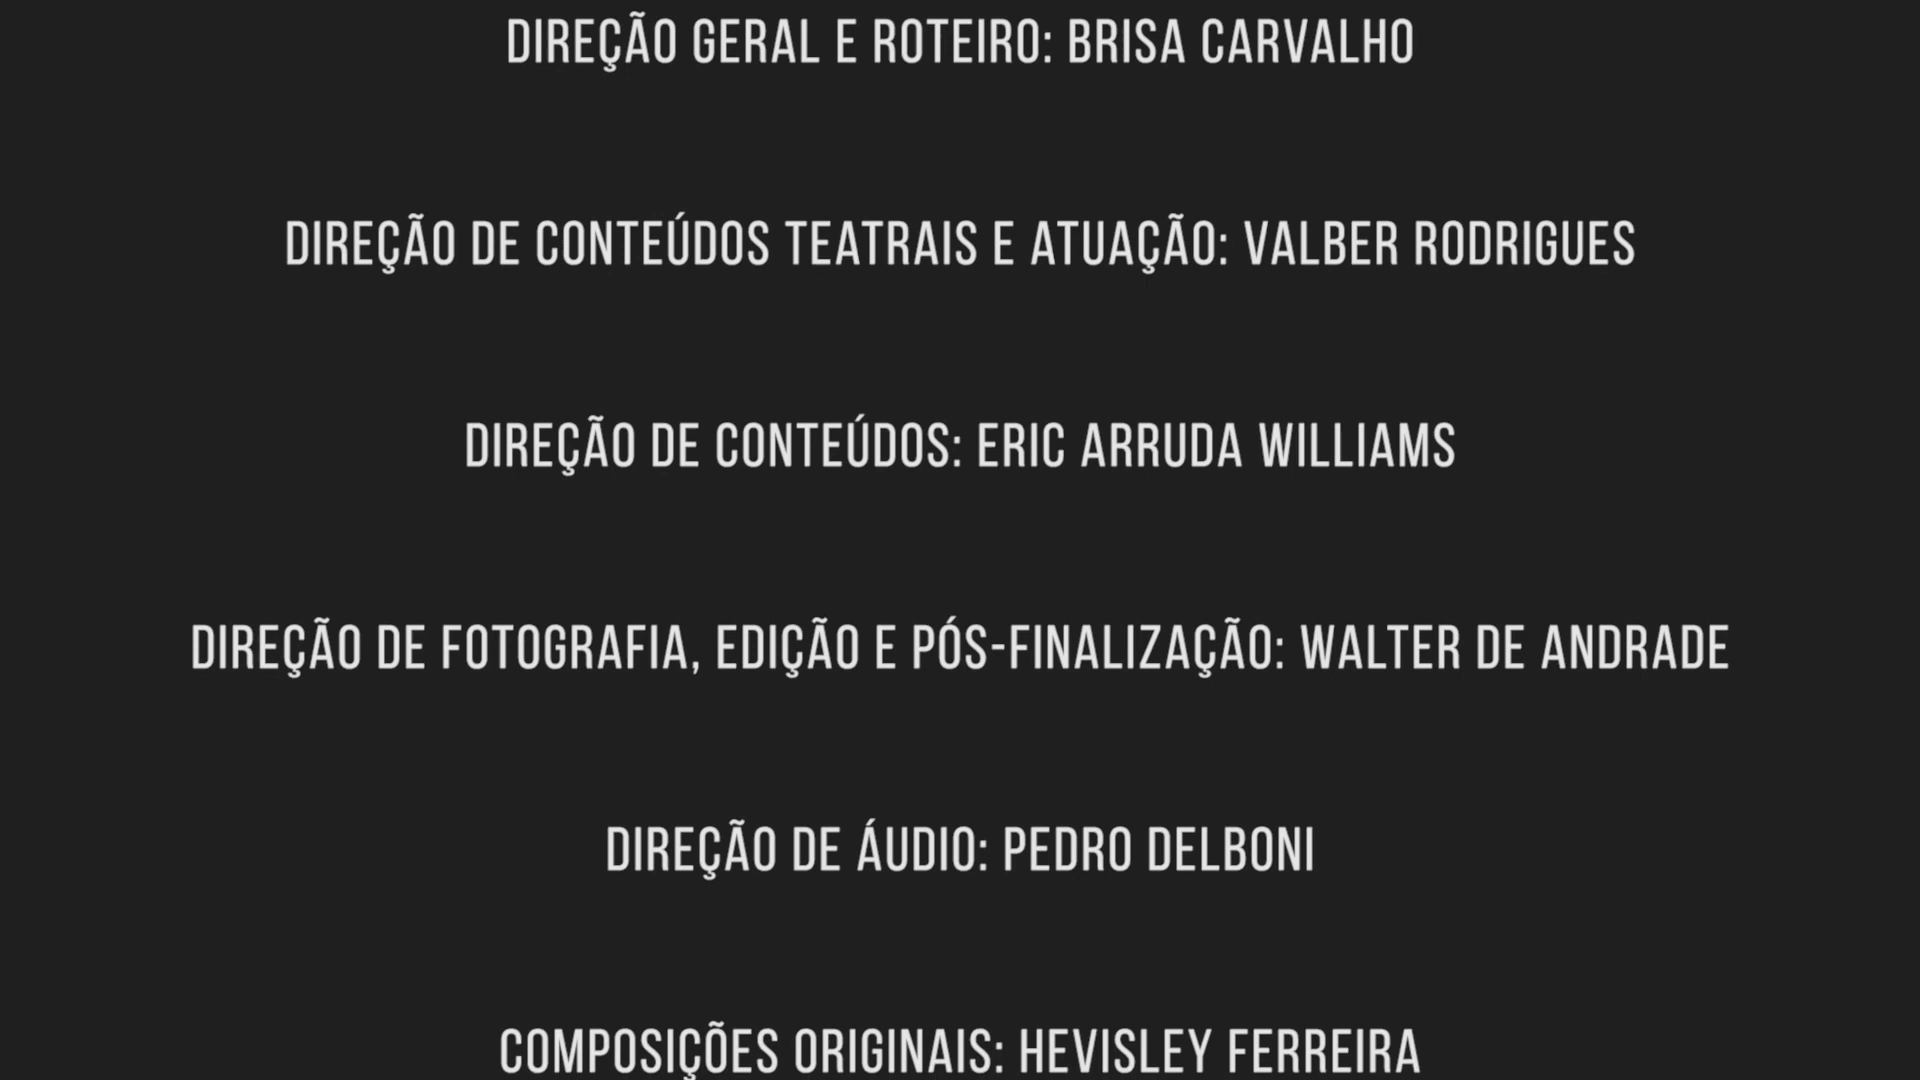 DIREÇÃO GERAL E ROTEIRO: BRISA CARVALHO
DIREÇÃO DE CONTEÚDOS TEATRAIS E ATUAÇÃO: VALBER RODRIGUES
DIREÇÃO DE CONTEÚDOS: ERIC ARRUDA WILLIAMS
DIREÇÃO DE FOTOGRAFIA, EDIÇÃO E PÓS-FINALIZAÇÃO: WALTER DE ANDRADE
DIREÇÃO DE ÁUDIO: PEDRO DELBONI
COMPOSIÇÕES ORIGINAIS: HEVISLEY FERREIRA